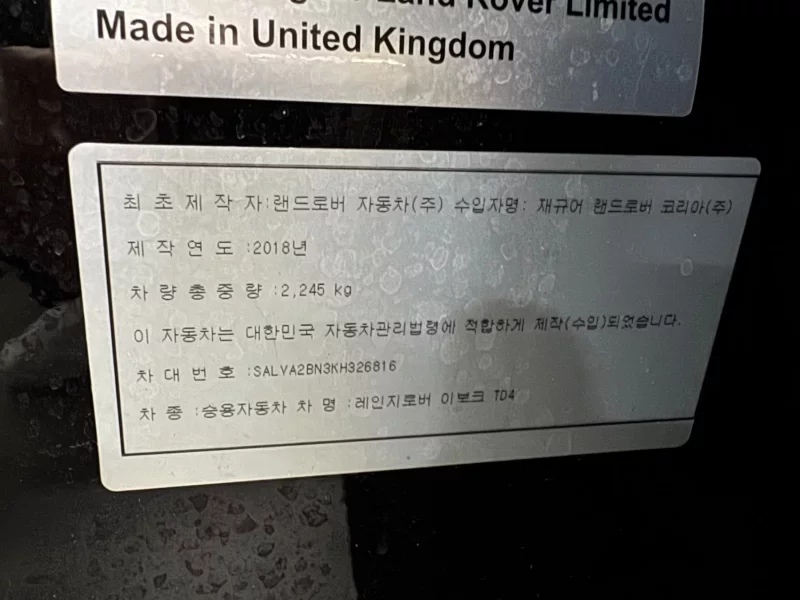 Land Rover Limited
Made in United Kingdom
최 초 제 작 자:랜드로버 자동차(주) 수입자명: 재규어 랜드로버 코리아(주)
제 작 연 도 :2018년
차 량 총 중 량 :2,245 kg
이 자동차는 대한민국 자동차관리법령에 적합하게 제작(수입)되었습니다.
차 대 번 호 :SALVA2BN3KH326816
차 종 :승용자동차 차 명 :레인지로버 이보크 TD4